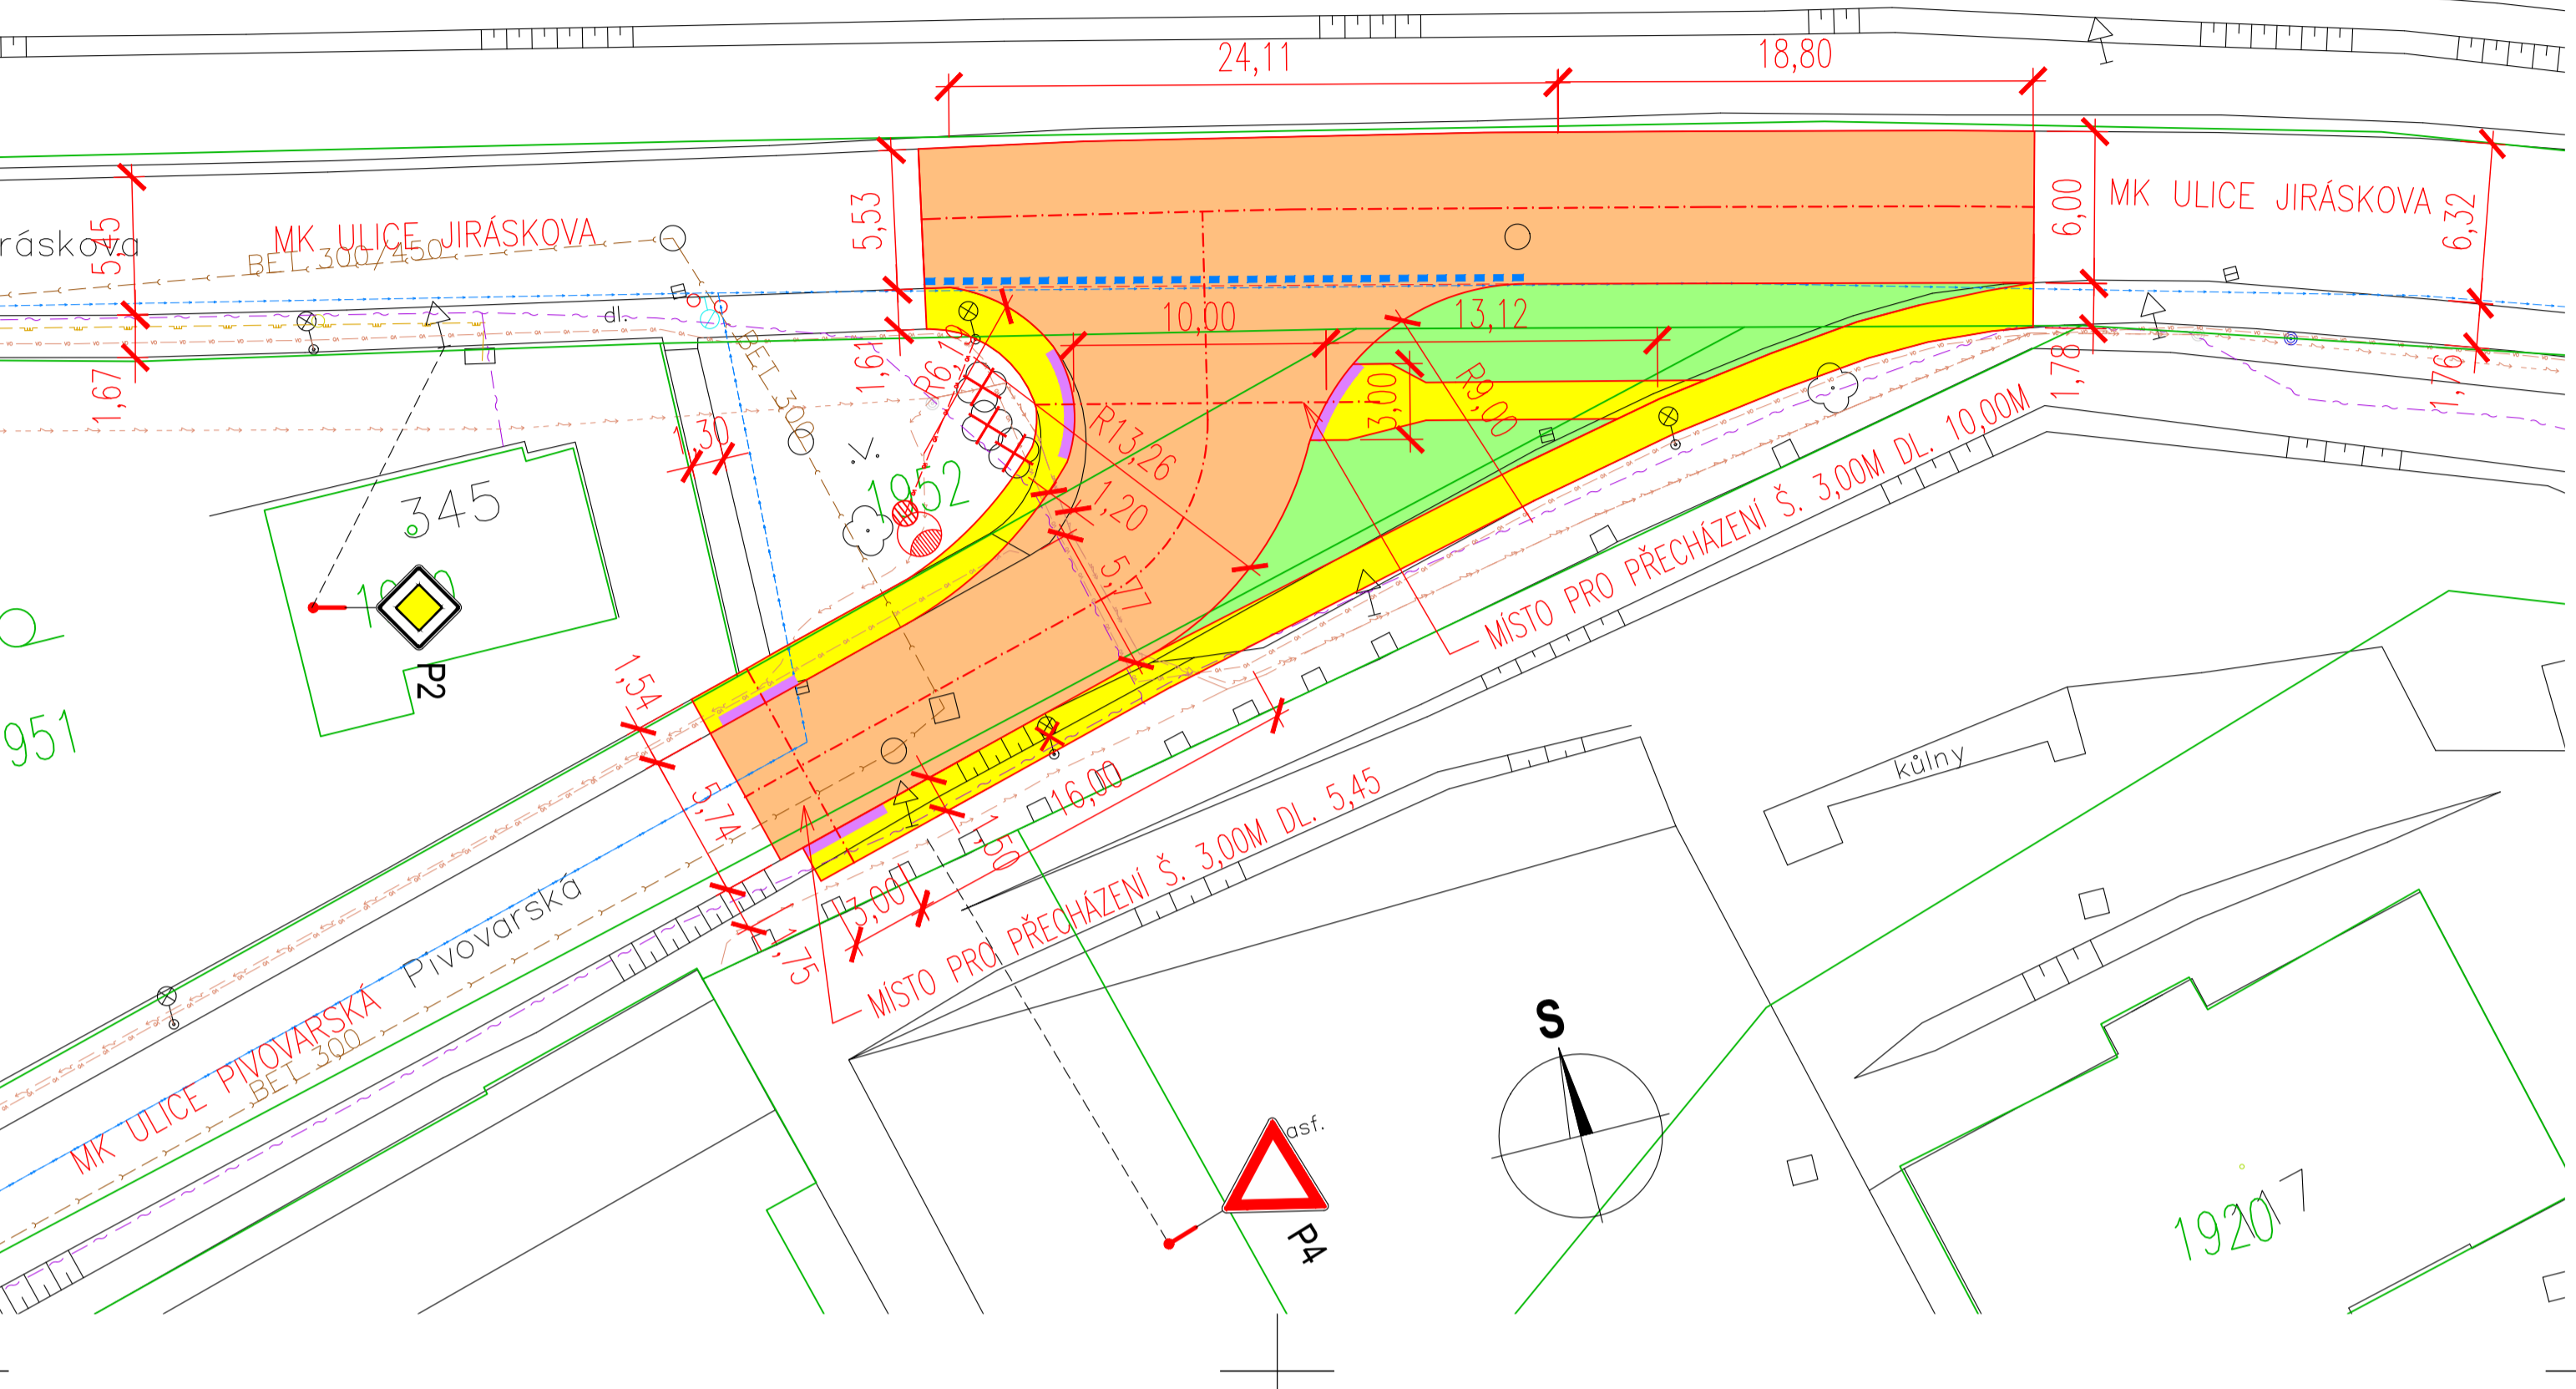 24,11
18,80
5,45
ráskova
MK ULICE JIRÁSKOVA
BET 300/450
5,53
6,00
MK ULICE JIRÁSKOVA
6,32
dl.
10,00
13,12
1,67
1,61
R6,10
BET 300
1,30
3,00
R9,00
1,78
1,76
.V.
1952
R13,26
1,20
345
5,77
MÍSTO PRO PŘECHÁZENÍ Š. 3,00M DL. 10,00M
P2
951
1,54
5,74
16,00
1,50
3,00
1,75
MÍSTO PRO PŘECHÁZENÍ Š. 3,00M DL. 5,45
kůlny
Pivovarská
MK ULICE PIVOVARSKÁ
BET 300
S
asf.
P4
1920